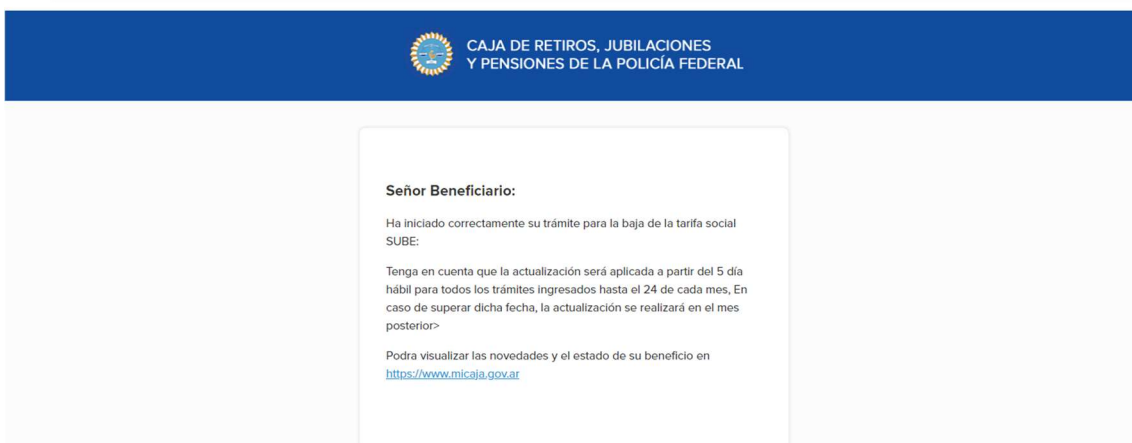 CAJA DE RETIROS, JUBILACIONES
Y PENSIONES DE LA POLICÍA FEDERAL
Señor Beneficiario:
Ha iniciado correctamente su trámite para la baja de la tarifa social
SUBE:
Tenga en cuenta que la actualización será aplicada a partir del 5 día
hábil para todos los trámites ingresados hasta el 24 de cada mes, En
caso de superar dicha fecha, la actualización se realizará en el mes
posterior>
Podra visualizar las novedades y el estado de su beneficio en
https://www.micaja.gov.ar